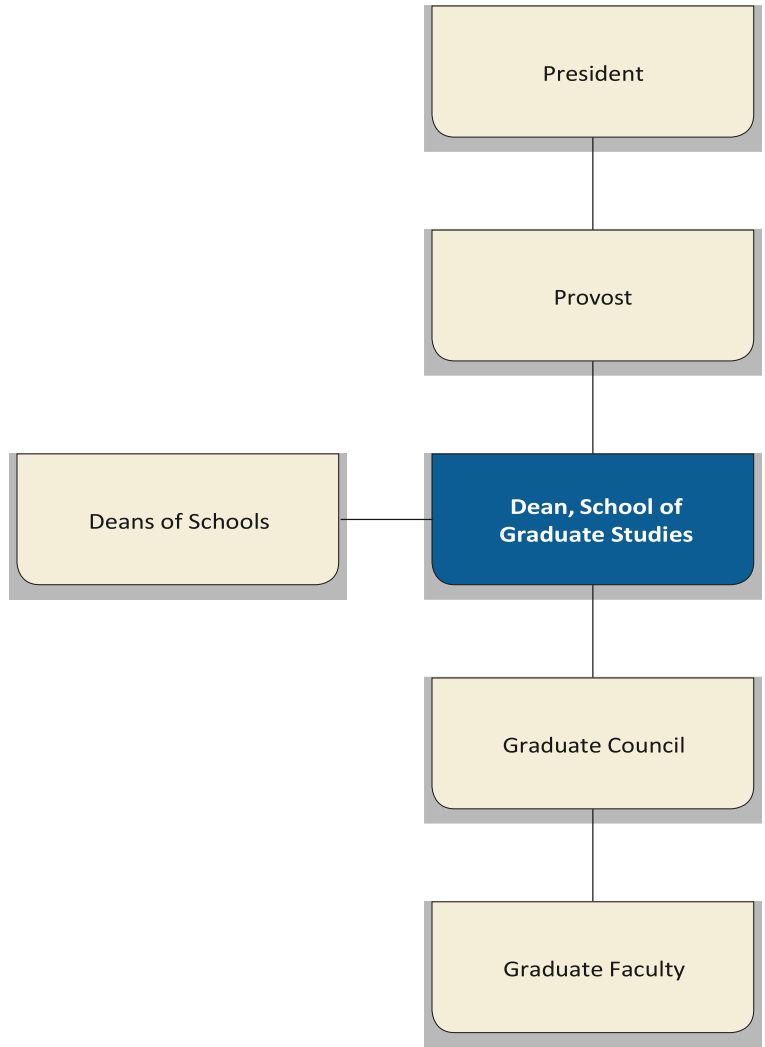 President
Provost
Deans of Schools
Dean, School of
Graduate Studies
Graduate Council
Graduate Faculty